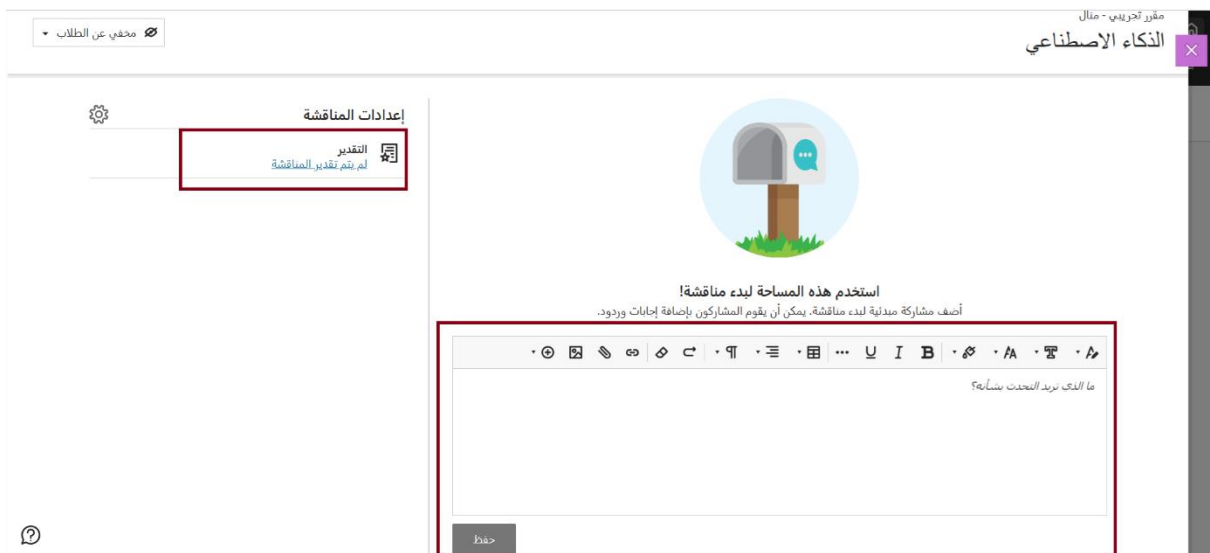 مقرر تجريبي - منال
الذكاء الاصطناعي
مخفي عن الطلاب
إعدادات المناقشة
التقدير
لم يتم تقدير المناقشة
استخدم هذه المساحة لبدء مناقشة!
أضف مشاركة مبدئية لبدء مناقشة. يمكن أن يقوم المشاركون بإضافة إجابات وردود.
ما الذي تريد التحدث بشأنه؟
حفظ